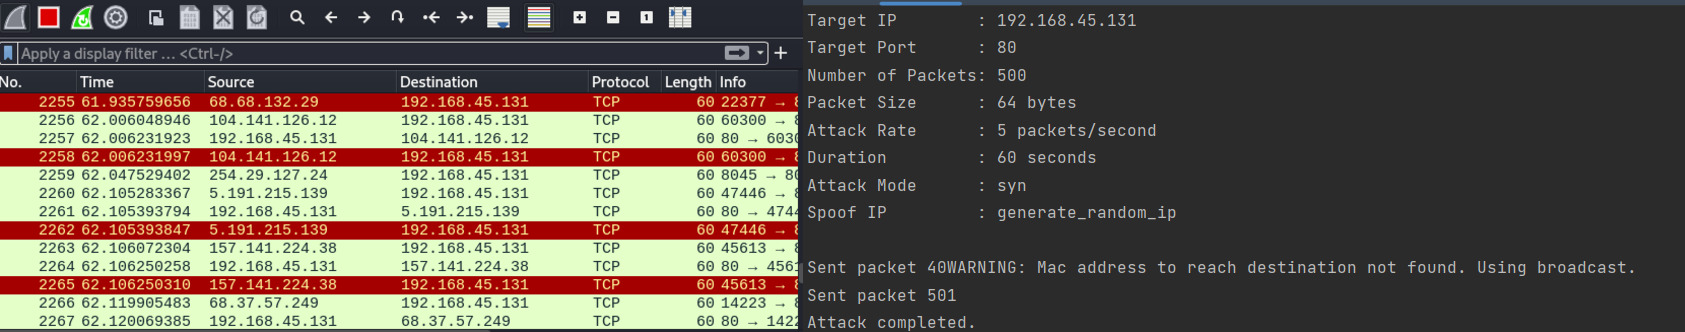 Apply a display filter ... <Ctrl-/>
No. Time Source Destination Protocol Length Info
2255 61.935759656 68.68.132.29 192.168.45.131 TCP 60 22377 → 8
2256 62.006048946 104.141.126.12 192.168.45.131 TCP 60 60300 → 8
2257 62.006231923 192.168.45.131 104.141.126.12 TCP 60 80 → 6030
2258 62.006231997 104.141.126.12 192.168.45.131 TCP 60 60300 → 8
2259 62.047529402 254.29.127.24 192.168.45.131 TCP 60 8045 → 80
2260 62.105283367 5.191.215.139 192.168.45.131 TCP 60 47446 → 8
2261 62.105393794 192.168.45.131 5.191.215.139 TCP 60 80 → 4744
2262 62.105393847 5.191.215.139 192.168.45.131 TCP 60 47446 → 8
2263 62.106072304 157.141.224.38 192.168.45.131 TCP 60 45613 → 8
2264 62.106250258 192.168.45.131 157.141.224.38 TCP 60 80 → 4561
2265 62.106250310 157.141.224.38 192.168.45.131 TCP 60 45613 → 8
2266 62.119905483 68.37.57.249 192.168.45.131 TCP 60 14223 → 8
2267 62.120069385 192.168.45.131 68.37.57.249 TCP 60 80 → 1422
Target IP : 192.168.45.131
Target Port : 80
Number of Packets: 500
Packet Size : 64 bytes
Attack Rate : 5 packets/second
Duration : 60 seconds
Attack Mode : syn
Spoof IP : generate_random_ip
Sent packet 40WARNING: Mac address to reach destination not found. Using broadcast.
Sent packet 501
Attack completed.